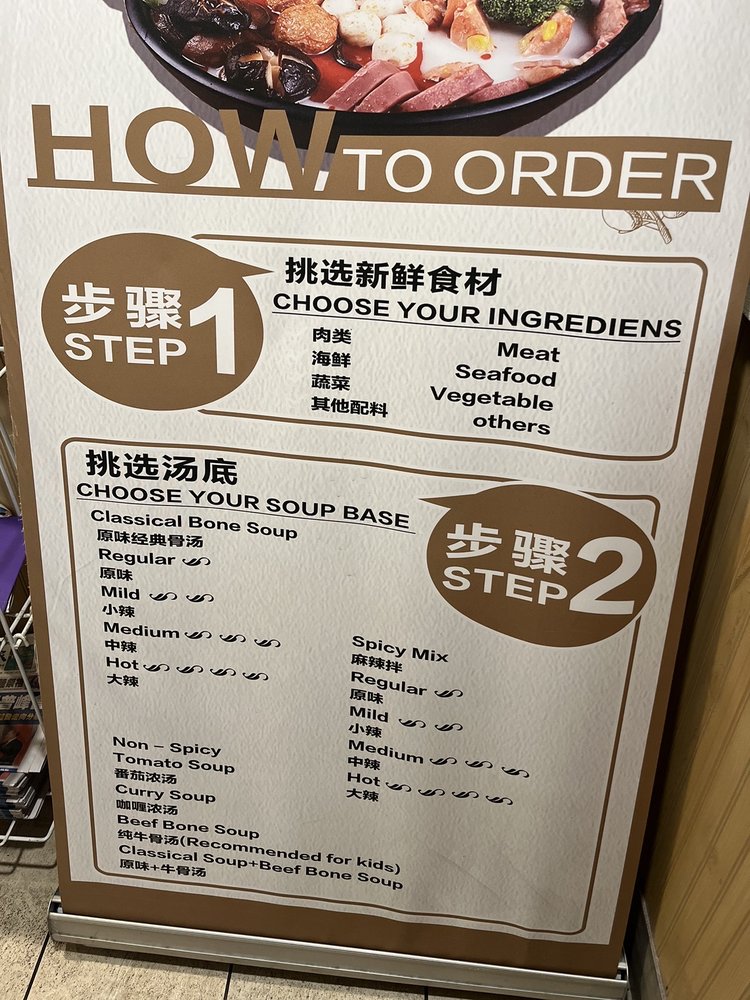 HOW TO ORDER
步骤1
STEP
挑选新鲜食材
CHOOSE YOUR INGREDIENS
肉类 Meat
海鲜 Seafood
蔬菜 Vegetable
其他配料 others
挑选汤底
CHOOSE YOUR SOUP BASE
步骤2
STEP
Classical Bone Soup
原味经典骨汤
Regular
原味
Mild
小辣
Medium
中辣
Hot
大辣
Spicy Mix
麻辣拌
Regular
原味
Mild
小辣
Medium
中辣
Hot
大辣
Non - Spicy
Tomato Soup
番茄浓汤
Curry Soup
咖喱浓汤
Beef Bone Soup
纯牛骨汤(Recommended for kids)
Classical Soup+Beef Bone Soup
原味+牛骨汤